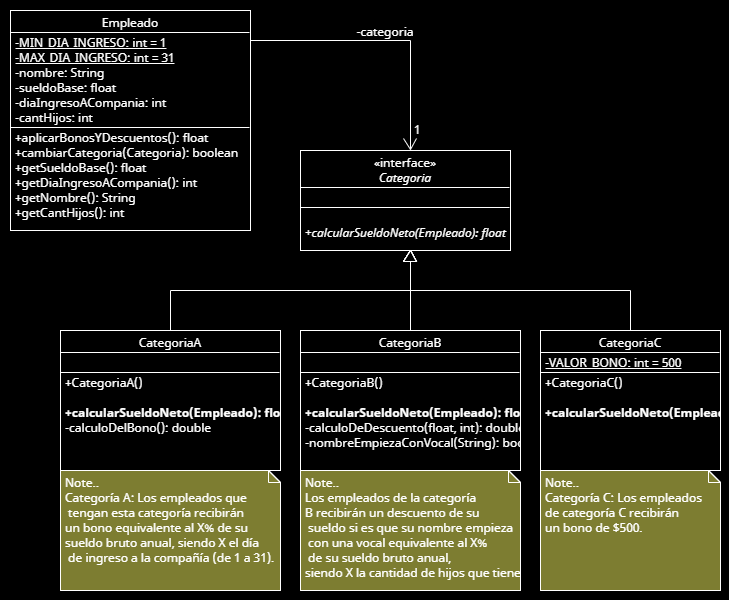 Empleado
-MIN_DIA_INGRESO: int = 1
-MAX_DIA_INGRESO: int = 31
-nombre: String
-sueldoBase: float
-diaIngresoACompania: int
-cantHijos: int
+aplicarBonosYDescuentos(): float
+cambiarCategoria(Categoria): boolean
+getSueldoBase(): float
+getDiaIngresoACompania(): int
+getNombre(): String
+getCantHijos(): int
-categoria
1
«interface»
Categoria
+calcularSueldoNeto(Empleado): float
CategoriaA
+CategoriaA()
+calcularSueldoNeto(Empleado): flo
-calculoDelBono(): double
Note..
Categoría A: Los empleados que
tengan esta categoría recibirán
un bono equivalente al X% de su
sueldo bruto anual, siendo X el día
de ingreso a la compañía (de 1 a 31).
CategoriaB
+CategoriaB()
+calcularSueldoNeto(Empleado): flo
-calculoDeDescuento(float, int): double
-nombreEmpiezaConVocal(String): boo
Note..
Los empleados de la categoría
B recibirán un descuento de su
sueldo si es que su nombre empieza
con una vocal equivalente al X%
de su sueldo bruto anual,
siendo X la cantidad de hijos que tiene
CategoriaC
-VALOR_BONO: int = 500
+CategoriaC()
+calcularSueldoNeto(Emplea
Note..
Categoría C: Los empleados
de categoría C recibirán
un bono de $500.